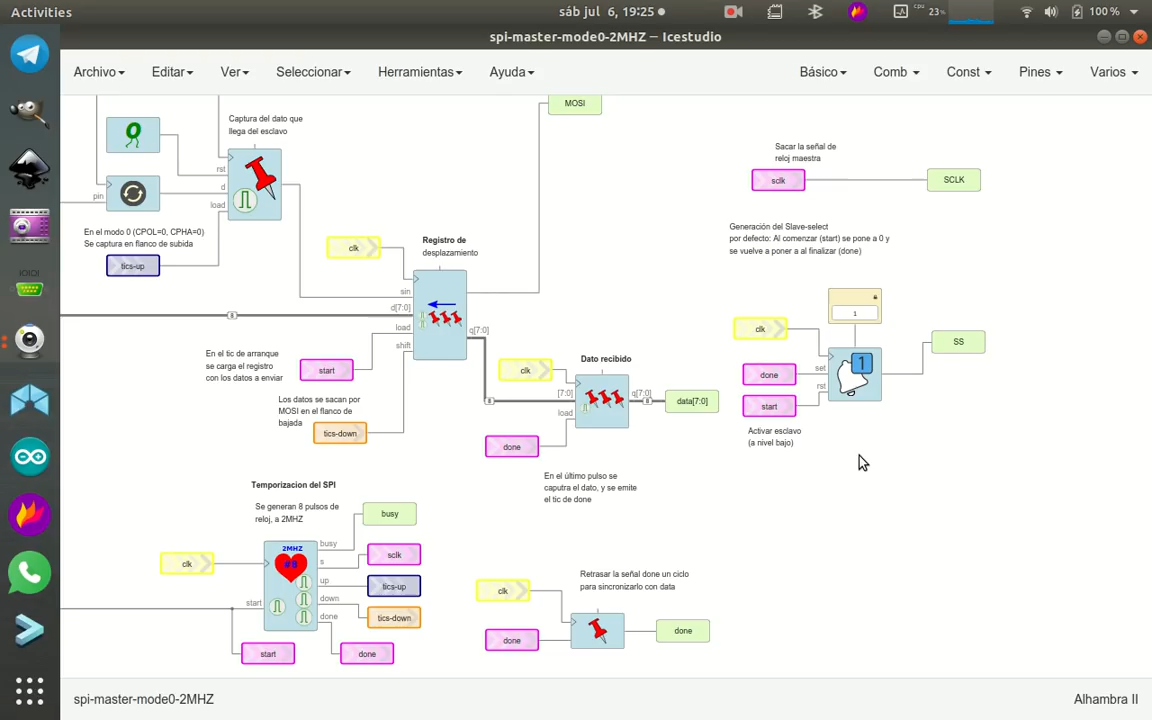 Activities
sáb jul 6, 19:25
cpu
23%
100 %
spi-master-mode0-2MHZ — Icestudio
Archivo
Editar
Ver
Seleccionar
Herramientas
Ayuda
Básico
Comb
Const
Pines
Varios
MOSI
Captura del dato que
llega del esclavo
rst
d
load
pin
En el modo 0 (CPOL=0, CPHA=0)
Se captura en flanco de subida
tics-up
Sacar la señal de
reloj maestra
sclk
SCLK
Generación del Slave-select
por defecto: Al comenzar (start) se pone a 0 y
se vuelve a poner a al finalizar (done)
Registro de
desplazamiento
clk
sin
d[7:0]
load
shift
q[7:0]
8
En el tic de arranque
se carga el registro
con los datos a enviar
start
Los datos se sacan por
MOSI en el flanco de
bajada
tics-down
1
clk
done
start
set
rst
1
SS
Activar esclavo
(a nivel bajo)
Dato recibido
clk
8
[7:0]
load
q[7:0]
8
data[7:0]
done
En el último pulso se
caputra el dato, y se emite
el tic de done
Temporizacion del SPI
Se generan 8 pulsos de
reloj, a 2MHZ
busy
2MHZ
#8
clk
start
busy
s
up
down
done
sclk
tics-up
tics-down
start
done
Retrasar la señal done un ciclo
para sincronizarlo con data
clk
done
done
spi-master-mode0-2MHZ
Alhambra II